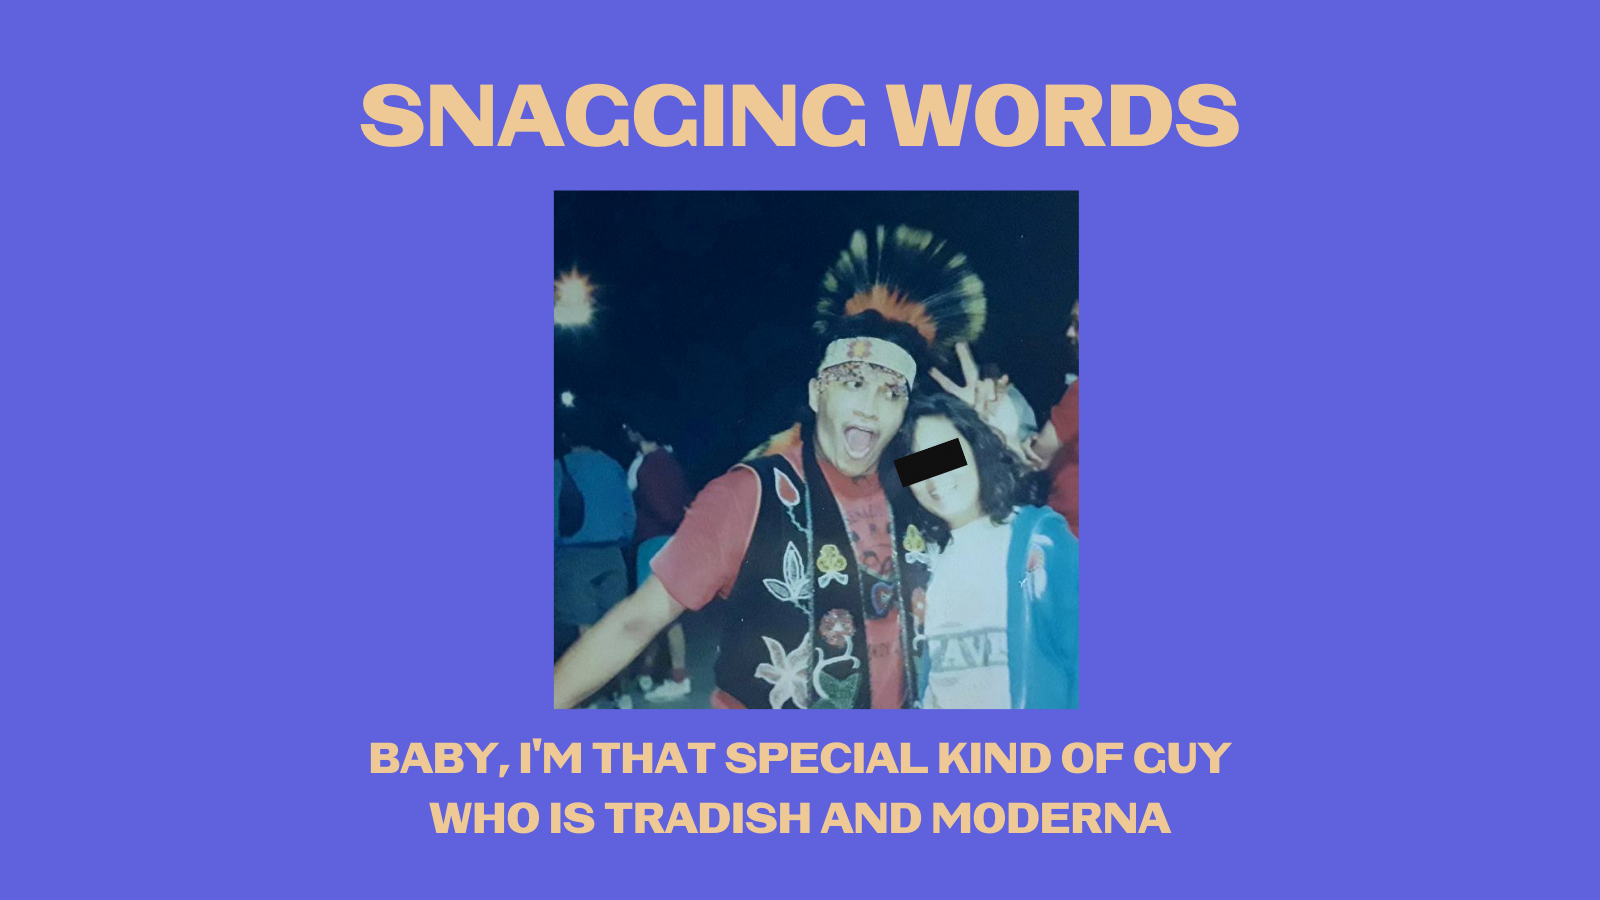 SNAGGING WORDS
BABY, I'M THAT SPECIAL KIND OF GUY
WHO IS TRADISH AND MODERNA